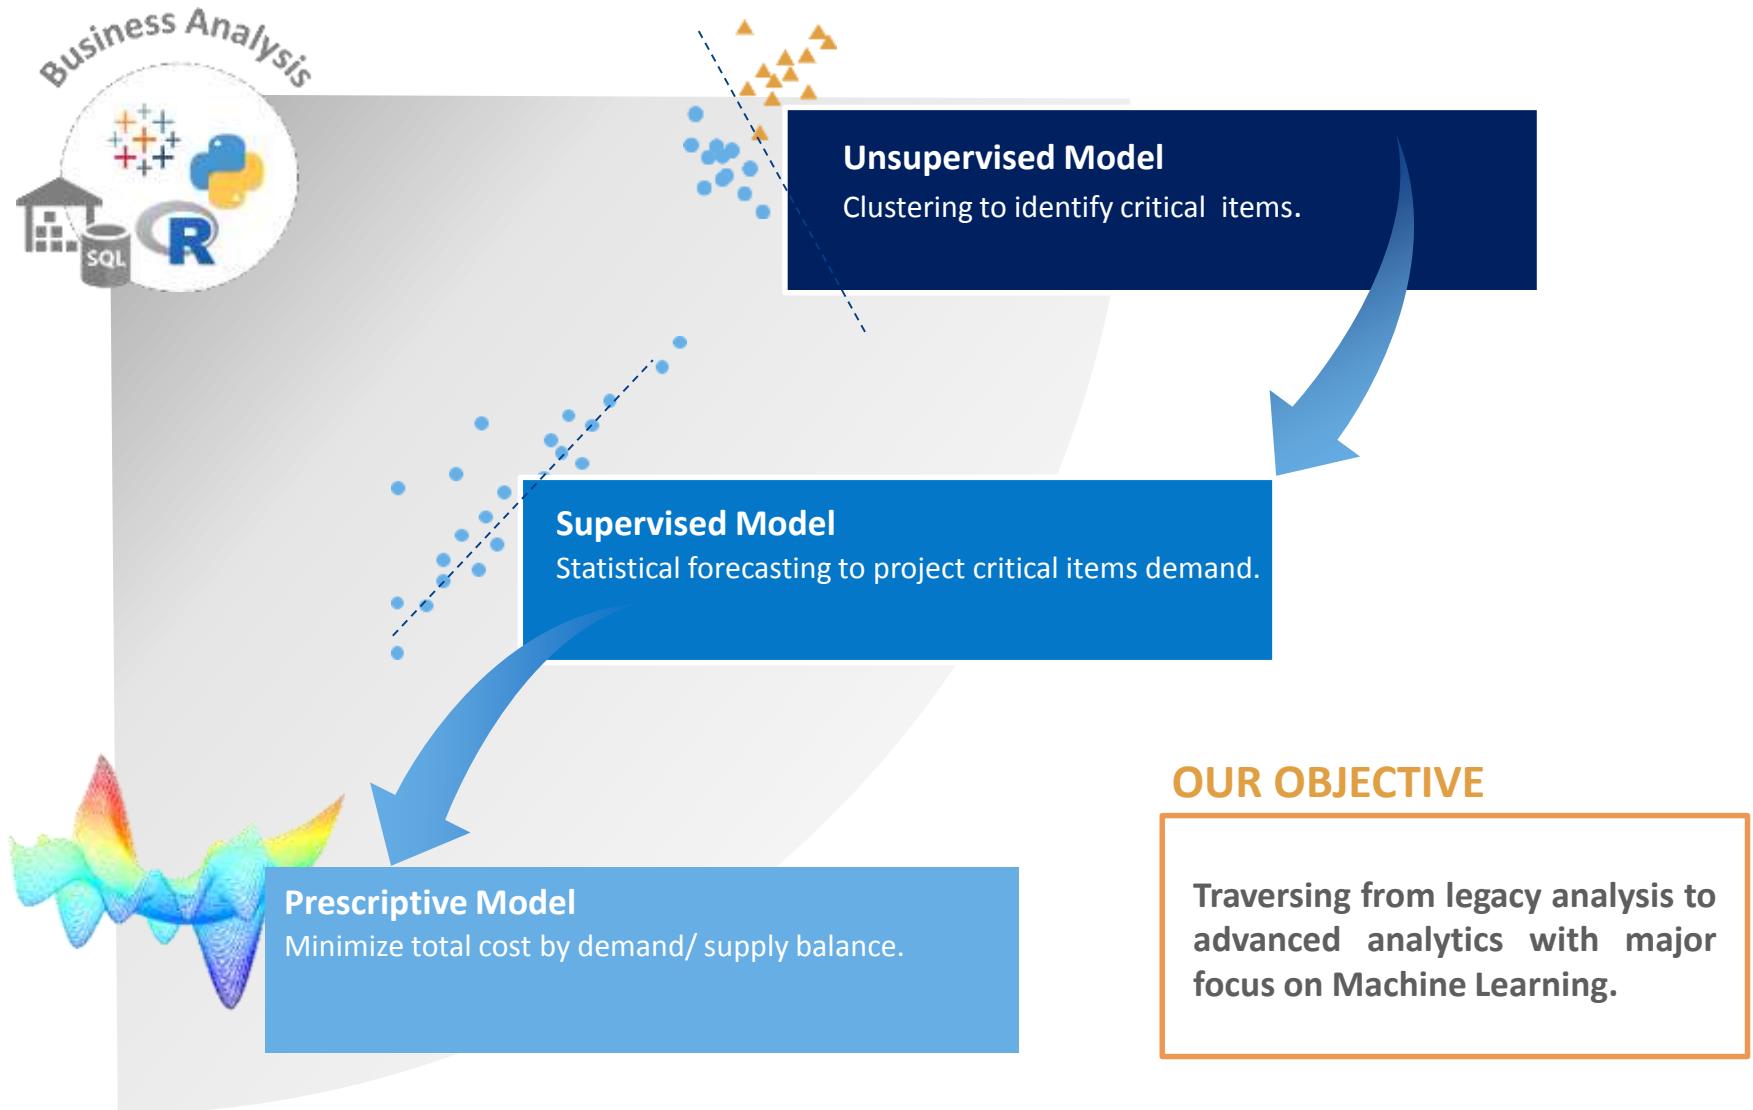 Business Analysis
SQL
R
Unsupervised Model
Clustering to identify critical items.
Supervised Model
Statistical forecasting to project critical items demand.
Prescriptive Model
Minimize total cost by demand/ supply balance.
OUR OBJECTIVE
Traversing from legacy analysis to
advanced analytics with major
focus on Machine Learning.